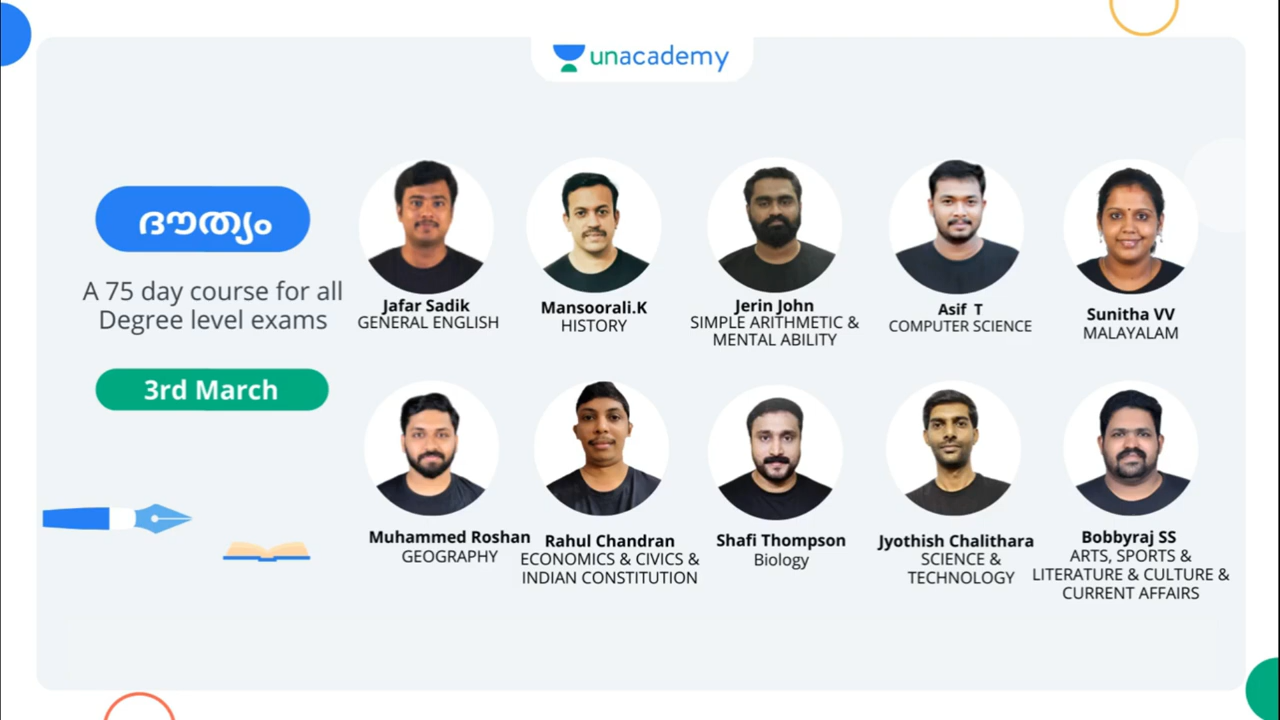 unacademy
ദൗത്യം
A 75 day course for all
Degree level exams
3rd March
Jafar Sadik
GENERAL ENGLISH
Mansoorali.K
HISTORY
Jerin John
SIMPLE ARITHMETIC &
MENTAL ABILITY
Asif T
COMPUTER SCIENCE
Sunitha VV
MALAYALAM
Muhammed Roshan
GEOGRAPHY
Rahul Chandran
ECONOMICS & CIVICS &
INDIAN CONSTITUTION
Shafi Thompson
Biology
Jyothish Chalithara
SCIENCE &
TECHNOLOGY
Bobbyraj SS
ARTS, SPORTS &
LITERATURE & CULTURE &
CURRENT AFFAIRS